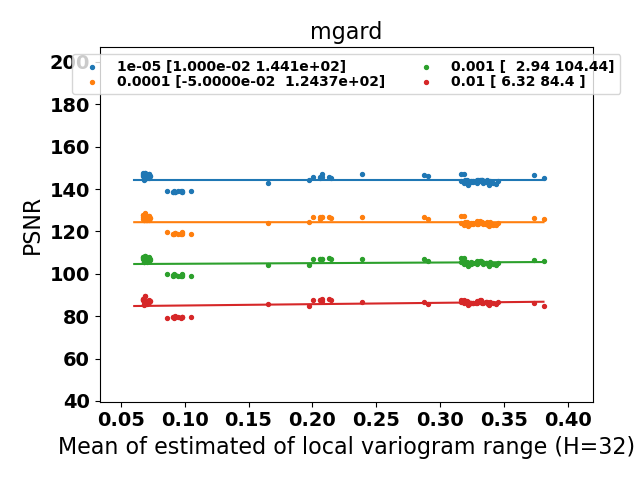 mgard
1e-05 [1.000e-02 1.441e+02]
0.0001 [-5.0000e-02  1.2437e+02]
0.001 [  2.94 104.44]
0.01 [ 6.32 84.4 ]
PSNR
200
180
160
140
120
100
80
60
40
0.05 0.10 0.15 0.20 0.25 0.30 0.35 0.40
Mean of estimated of local variogram range (H=32)